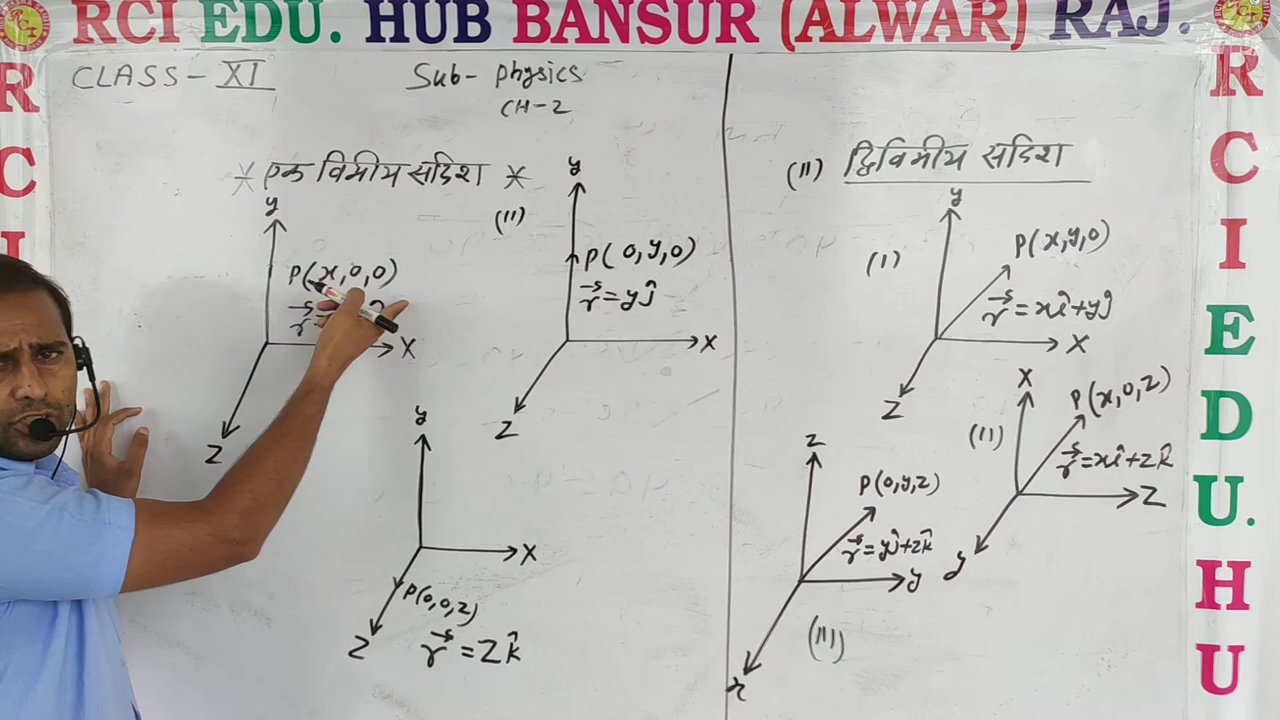 RCI EDU. HUB BANSUR (ALWAR) RAJ.
CLASS - XI
Sub- Physics
CH-2
* एक विमीय सदिश *
y
P(x,0,0)
r⃗ =
X
Z
(II)
y
P(0,y,0)
r⃗ = yĵ
X
Z
y
X
P(0,0,z)
Z
r⃗ = Zk̂
(II) द्विविमीय सदिश
(I)
y
P(x,y,0)
r⃗ = xî+yĵ
X
Z
(II)
X
P(x,0,z)
r⃗=xî+zk̂
Z
y
Z
P(0,y,z)
r⃗=yĵ+zk̂
y
x
(III)
R
C
I
R
C
I
E
D
U.
H
U